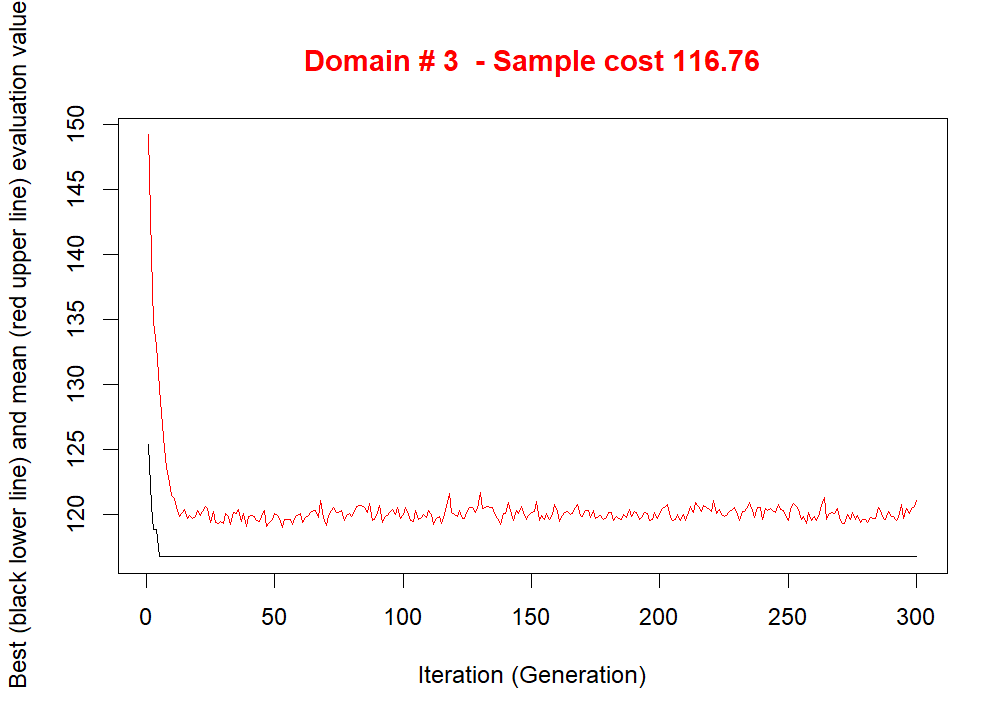 Domain # 3  - Sample cost 116.76
Best (black lower line) and mean (red upper line) evaluation value
150
145
140
135
130
125
120
0 50 100 150 200 250 300
Iteration (Generation)